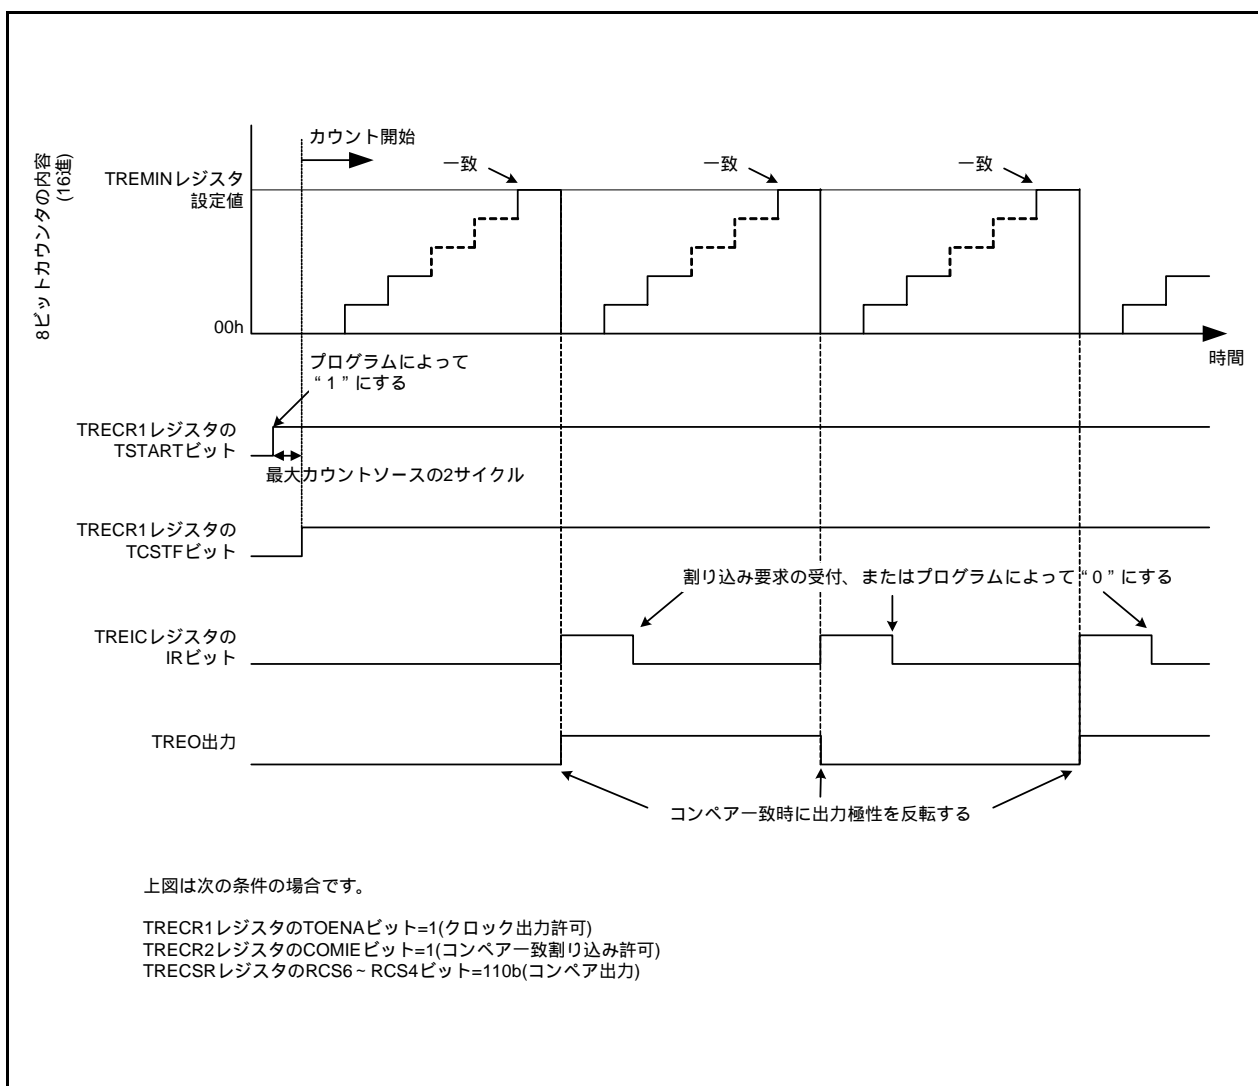 カウント開始
一致
一致
一致
8ビットカウンタの内容
(16進)
TREMINレジスタ
設定値
00h
時間
プログラムによって
“1”にする
TRECR1レジスタの
TSTARTビット
最大カウントソースの2サイクル
TRECR1レジスタの
TCSTFビット
割り込み要求の受付、またはプログラムによって“0”にする
TREICレジスタの
IRビット
TREO出力
コンペア一致時に出力極性を反転する
上図は次の条件の場合です。
TRECR1レジスタのTOENAビット=1(クロック出力許可)
TRECR2レジスタのCOMIEビット=1(コンペア一致割り込み許可)
TRECSRレジスタのRCS6~RCS4ビット=110b(コンペア出力)